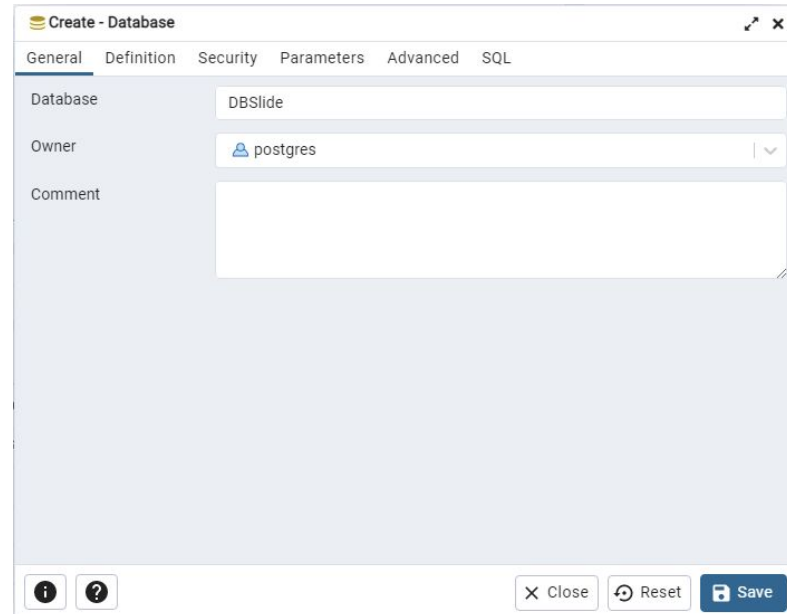 Create - Database
General Definition Security Parameters Advanced SQL
Database DBSlide
Owner postgres
Comment
Close Reset Save